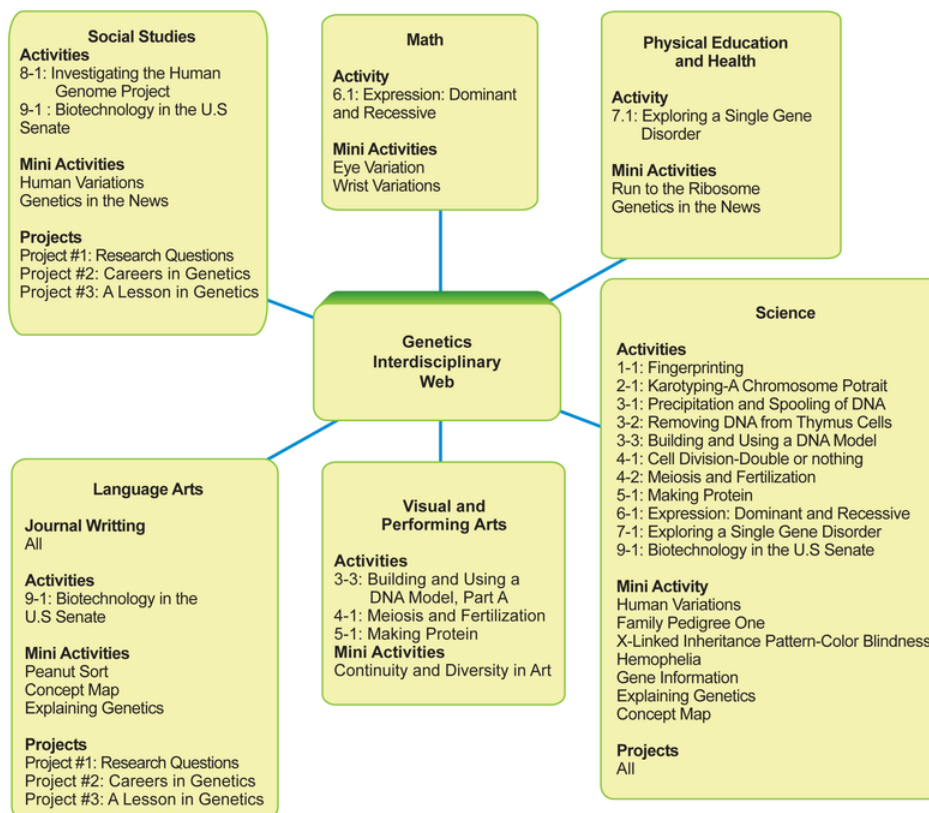 Social Studies
Activities
8-1: Investigating the Human
Genome Project
9-1 : Biotechnology in the U.S
Senate
Mini Activities
Human Variations
Genetics in the News
Projects
Project #1: Research Questions
Project #2: Careers in Genetics
Project #3: A Lesson in Genetics
Math
Activity
6.1: Expression: Dominant
and Recessive
Mini Activities
Eye Variation
Wrist Variations
Physical Education
and Health
Activity
7.1: Exploring a Single Gene
Disorder
Mini Activities
Run to the Ribosome
Genetics in the News
Genetics
Interdisciplinary
Web
Science
Activities
1-1: Fingerprinting
2-1: Karotyping-A Chromosome Potrait
3-1: Precipitation and Spooling of DNA
3-2: Removing DNA from Thymus Cells
3-3: Building and Using a DNA Model
4-1: Cell Division-Double or nothing
4-2: Meiosis and Fertilization
5-1: Making Protein
6-1: Expression: Dominant and Recessive
7-1: Exploring a Single Gene Disorder
9-1: Biotechnology in the U.S Senate
Mini Activity
Human Variations
Family Pedigree One
X-Linked Inheritance Pattern-Color Blindness
Hemophelia
Gene Information
Explaining Genetics
Concept Map
Projects
All
Language Arts
Journal Writting
All
Activities
9-1: Biotechnology in the
U.S Senate
Mini Activities
Peanut Sort
Concept Map
Explaining Genetics
Projects
Project #1: Research Questions
Project #2: Careers in Genetics
Project #3: A Lesson in Genetics
Visual and
Performing Arts
Activities
3-3: Building and Using a
DNA Model, Part A
4-1: Meiosis and Fertilization
5-1: Making Protein
Mini Activities
Continuity and Diversity in Art